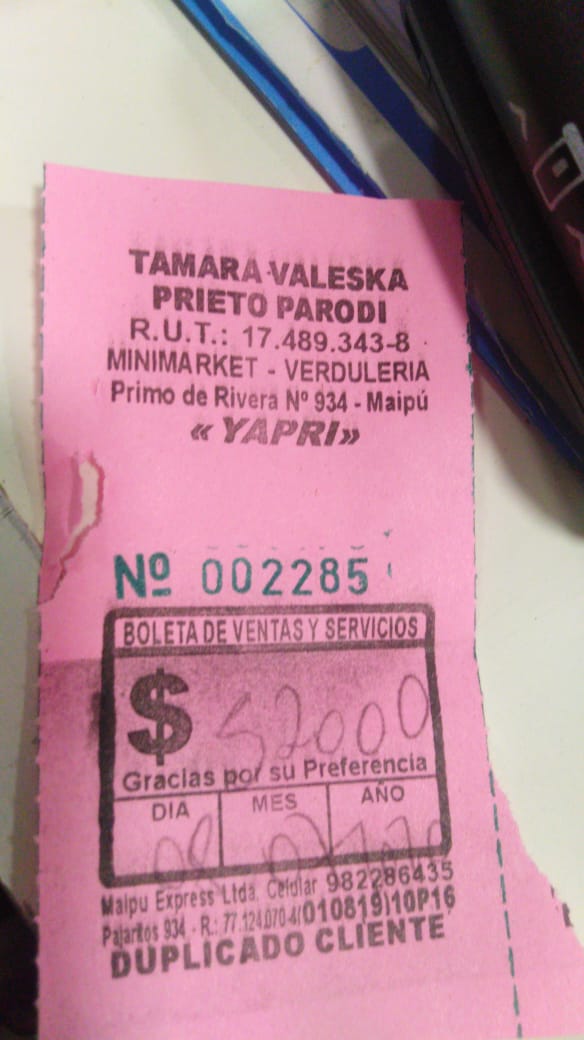 TAMARA VALESKA
PRIETO PARODI
R.U.T.: 17.489.343-8
MINIMARKET - VERDULERIA
Primo de Rivera Nº 934 - Maipú
« YAPRI»
Nº 002285
BOLETA DE VENTAS Y SERVICIOS
$ 52000
Gracias por su Preferencia
DIA MES AÑO
08 07
Maipu Express Ltda. Celular 982286435
Pajaritos 934 - R.: 77.124.070-4(010819)10P16
DUPLICADO CLIENTE